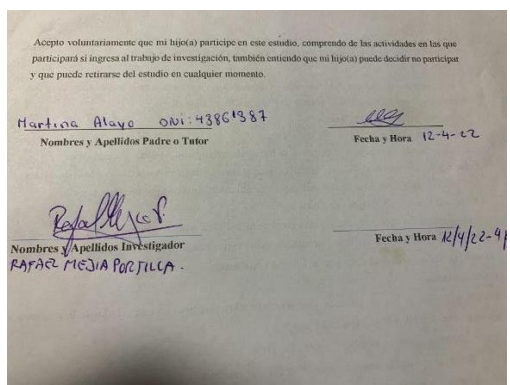 Acepto voluntariamente que mi hijo(a) participe en este estudio, comprendo de las actividades en las que
participará si ingresa al trabajo de investigación, también entiendo que mi hijo(a) puede decidir no participar
y que puede retirarse del estudio en cualquier momento.
Martina Alayo DNI: 43861387
Nombres y Apellidos Padre o Tutor
Fecha y Hora 12-4-22
Nombres y Apellidos Investigador
RAFAEL MEJIA PORTILLA.
Fecha y Hora 12/4/22-4